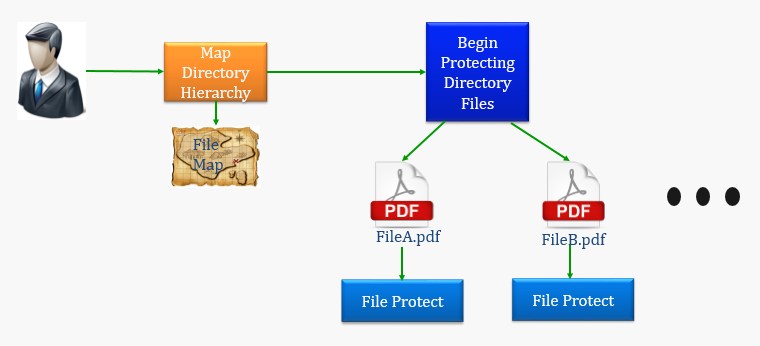 Map
Directory
Hierarchy
Begin
Protecting
Directory
Files
File
Map
PDF
PDF
FileA.pdf
FileB.pdf
File Protect
File Protect